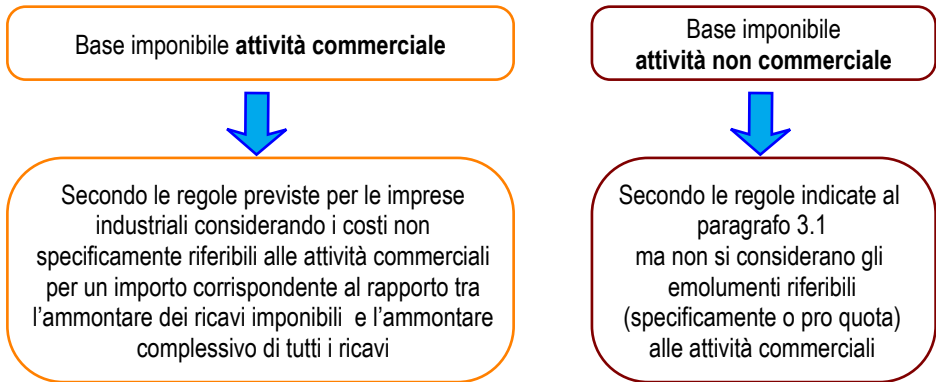 Base imponibile attività commerciale
Secondo le regole previste per le imprese
industriali considerando i costi non
specificamente riferibili alle attività commerciali
per un importo corrispondente al rapporto tra
l’ammontare dei ricavi imponibili e l’ammontare
complessivo di tutti i ricavi
Base imponibile
attività non commerciale
Secondo le regole indicate al
paragrafo 3.1
ma non si considerano gli
emolumenti riferibili
(specificamente o pro quota)
alle attività commerciali